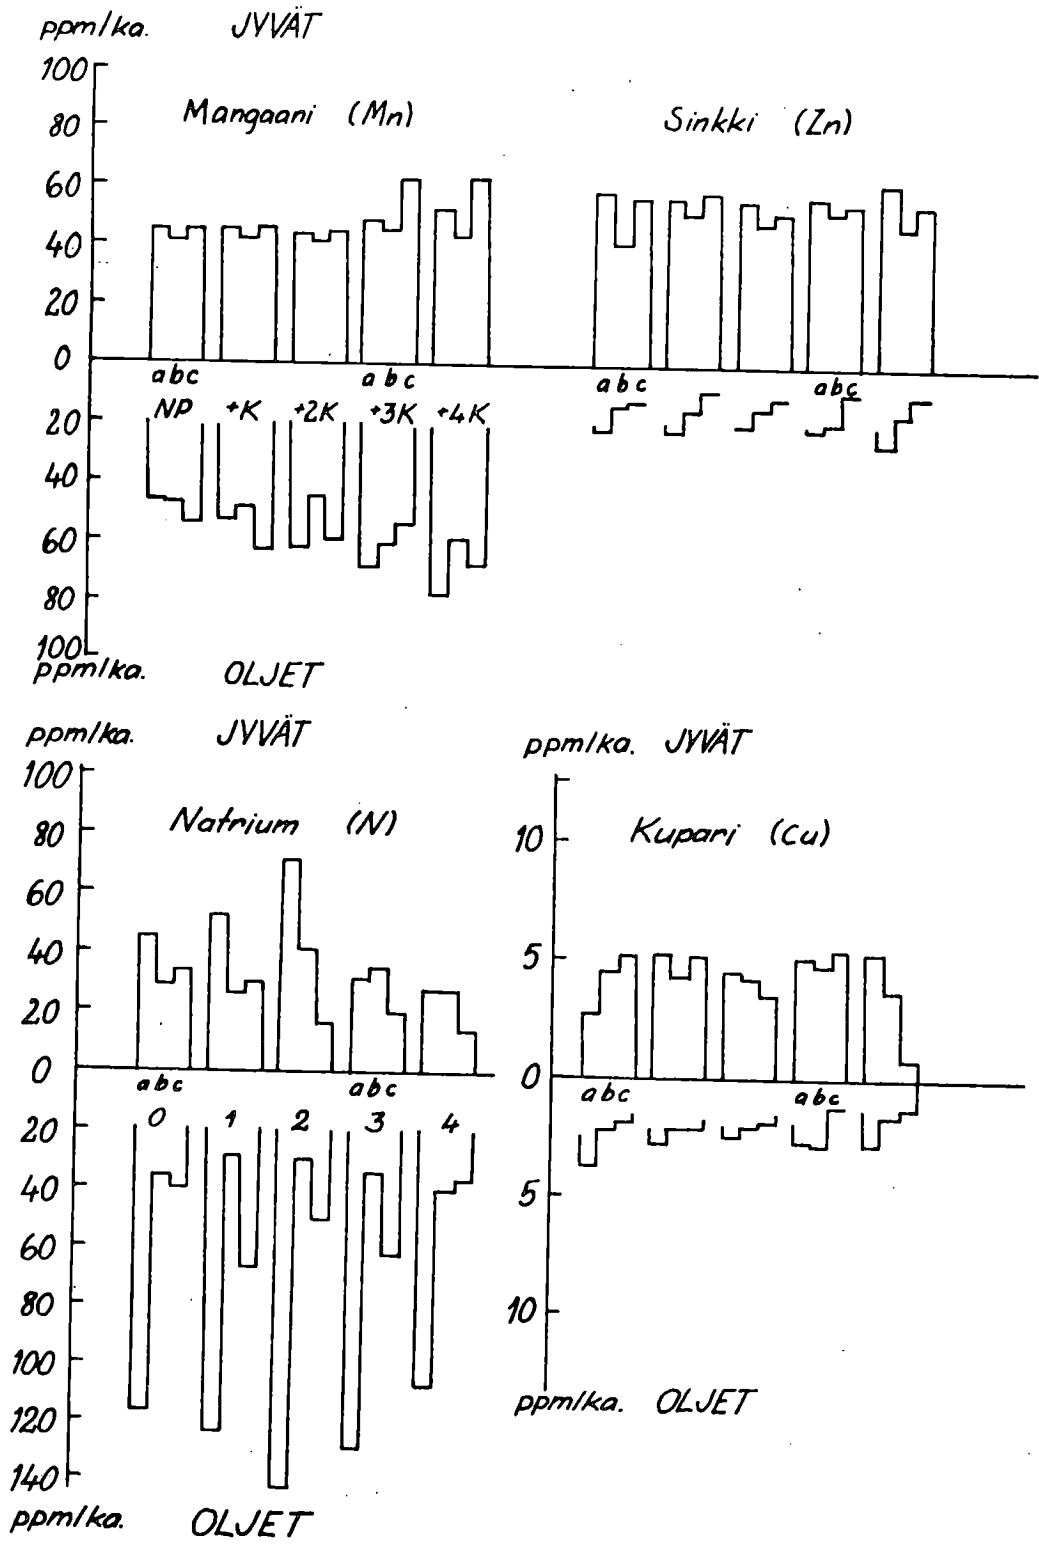 ppm/ka. JYVÄT
100
Mangaani (Mn) Sinkki (Zn)
80
60
40
20
0
abc abc abc abc
NP +K +2K +3K +4K
20
40
60
80
100
ppm/ka. OLJET
ppm/ka. JYVÄT ppm/ka. JYVÄT
100
Natrium (N) Kupari (Cu)
80 10
60
40 5
20
0 0
abc abc abc abc
0 1 2 3 4
20
40 5
60
80 10
100
ppm/ka. OLJET
120
140
ppm/ka. OLJET